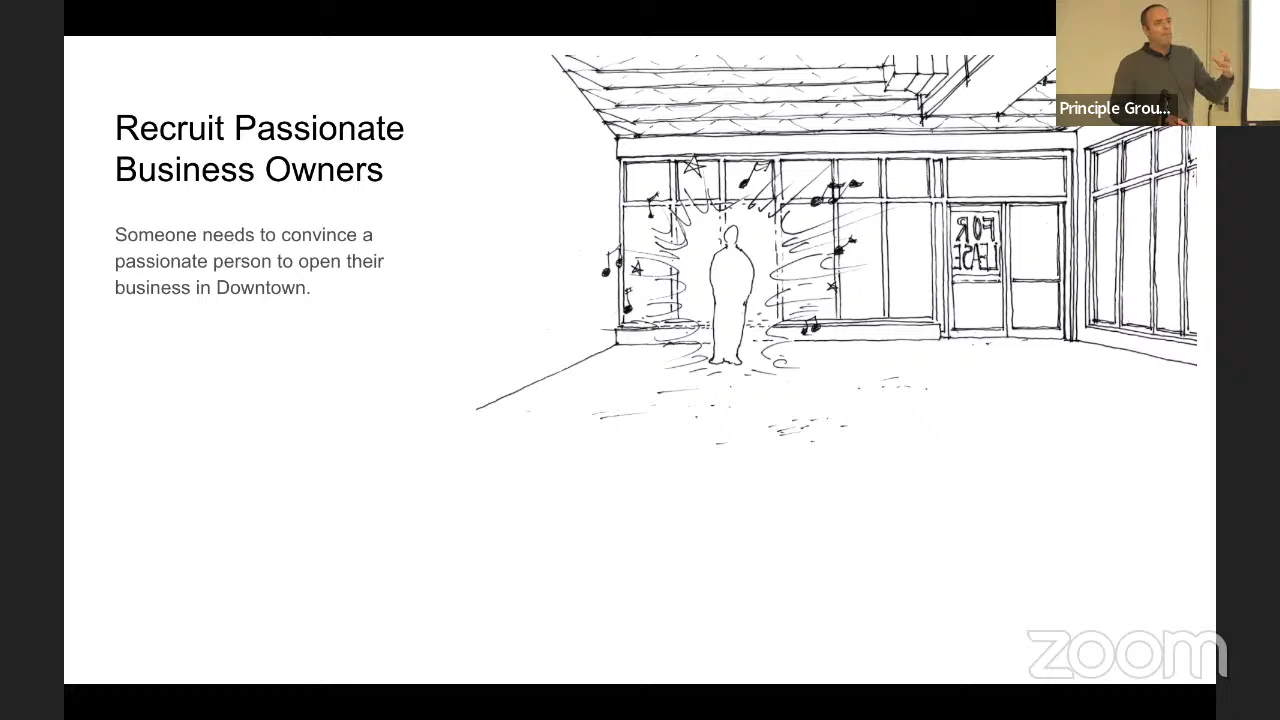 Recruit Passionate
Business Owners
Someone needs to convince a
passionate person to open their
business in Downtown.
FOR
LEASE
Principle Grou...
zoom